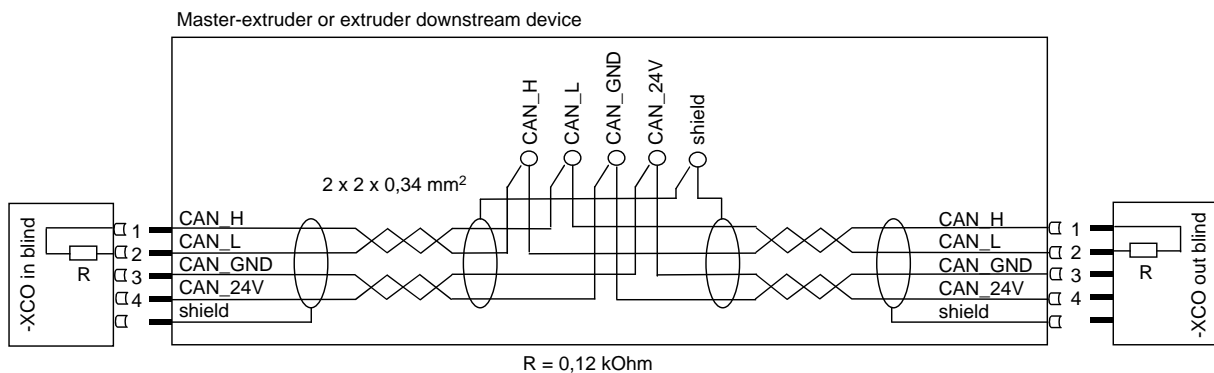 Master-extruder or extruder downstream device
CAN_H
CAN_L
CAN_GND
CAN_24V
shield
2 x 2 x 0,34 mm²
-XCO in blind
R
1
2
3
4
CAN_H
CAN_L
CAN_GND
CAN_24V
shield
CAN_H
CAN_L
CAN_GND
CAN_24V
shield
1
2
3
4
R
-XCO out blind
R = 0,12 kOhm